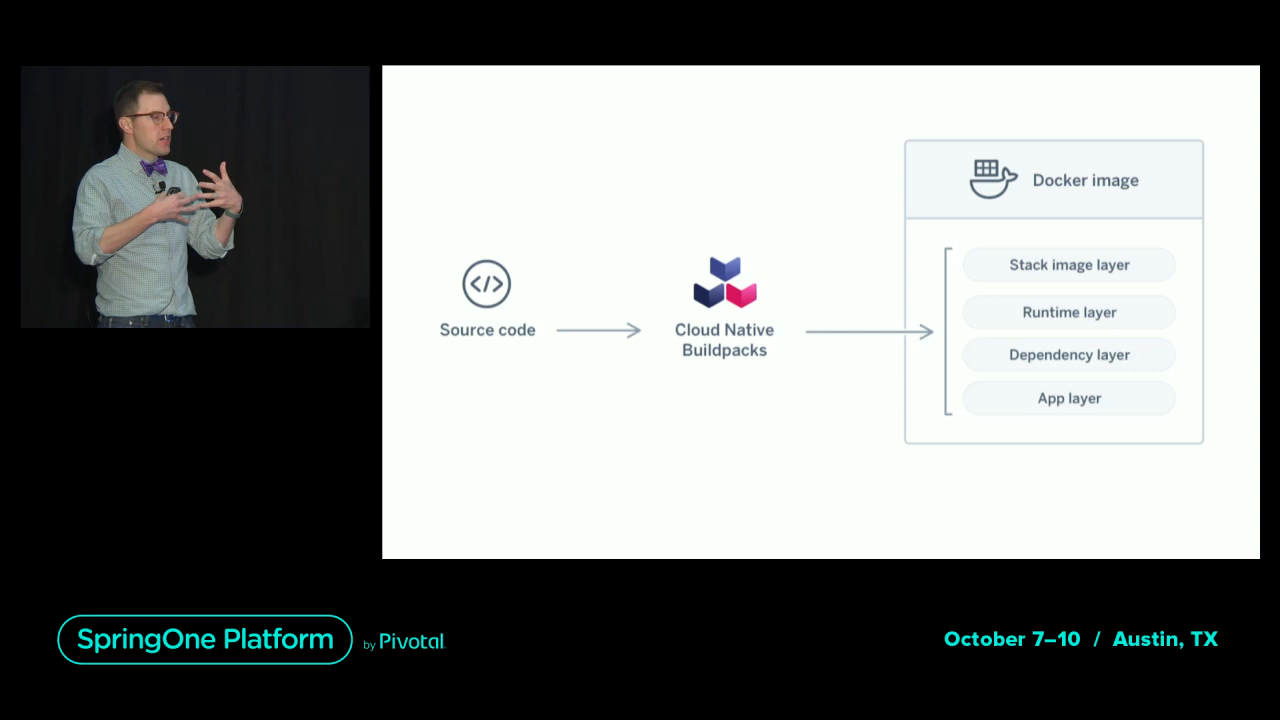 Docker image
Stack image layer
Runtime layer
Dependency layer
App layer
Source code
Cloud Native
Buildpacks
SpringOne Platform
by Pivotal
October 7–10 / Austin, TX